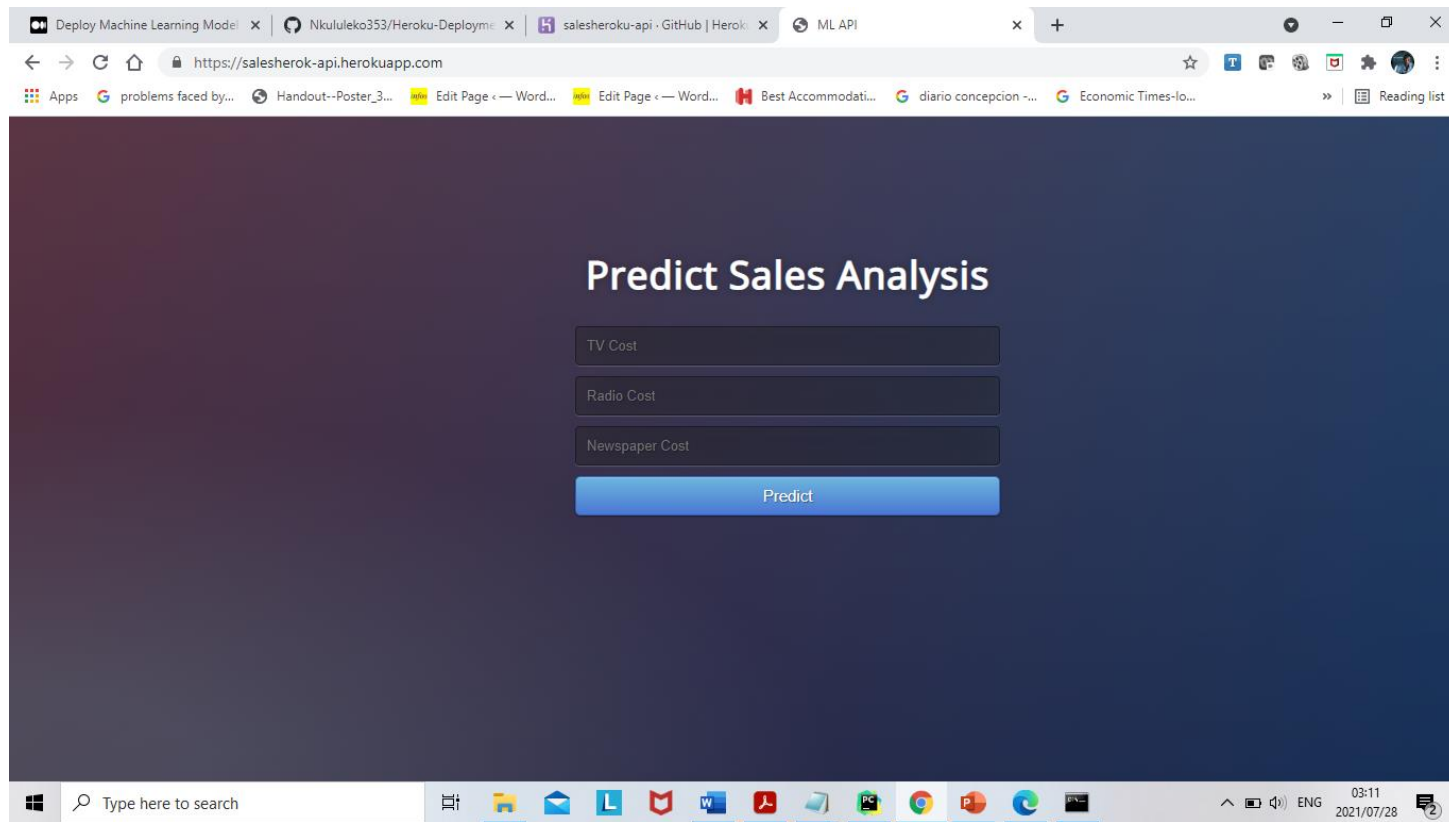 Deploy Machine Learning Model
Nkululeko353/Heroku-Deployme
salesheroku-api · GitHub | Herok
ML API
https://salesherok-api.herokuapp.com
Apps
problems faced by...
Handout--Poster_3...
Edit Page ‹ — Word...
Edit Page ‹ — Word...
Best Accommodati...
diario concepcion -...
Economic Times-Io...
»
Reading list
Predict Sales Analysis
TV Cost
Radio Cost
Newspaper Cost
Predict
Type here to search
ENG
03:11
2021/07/28
2